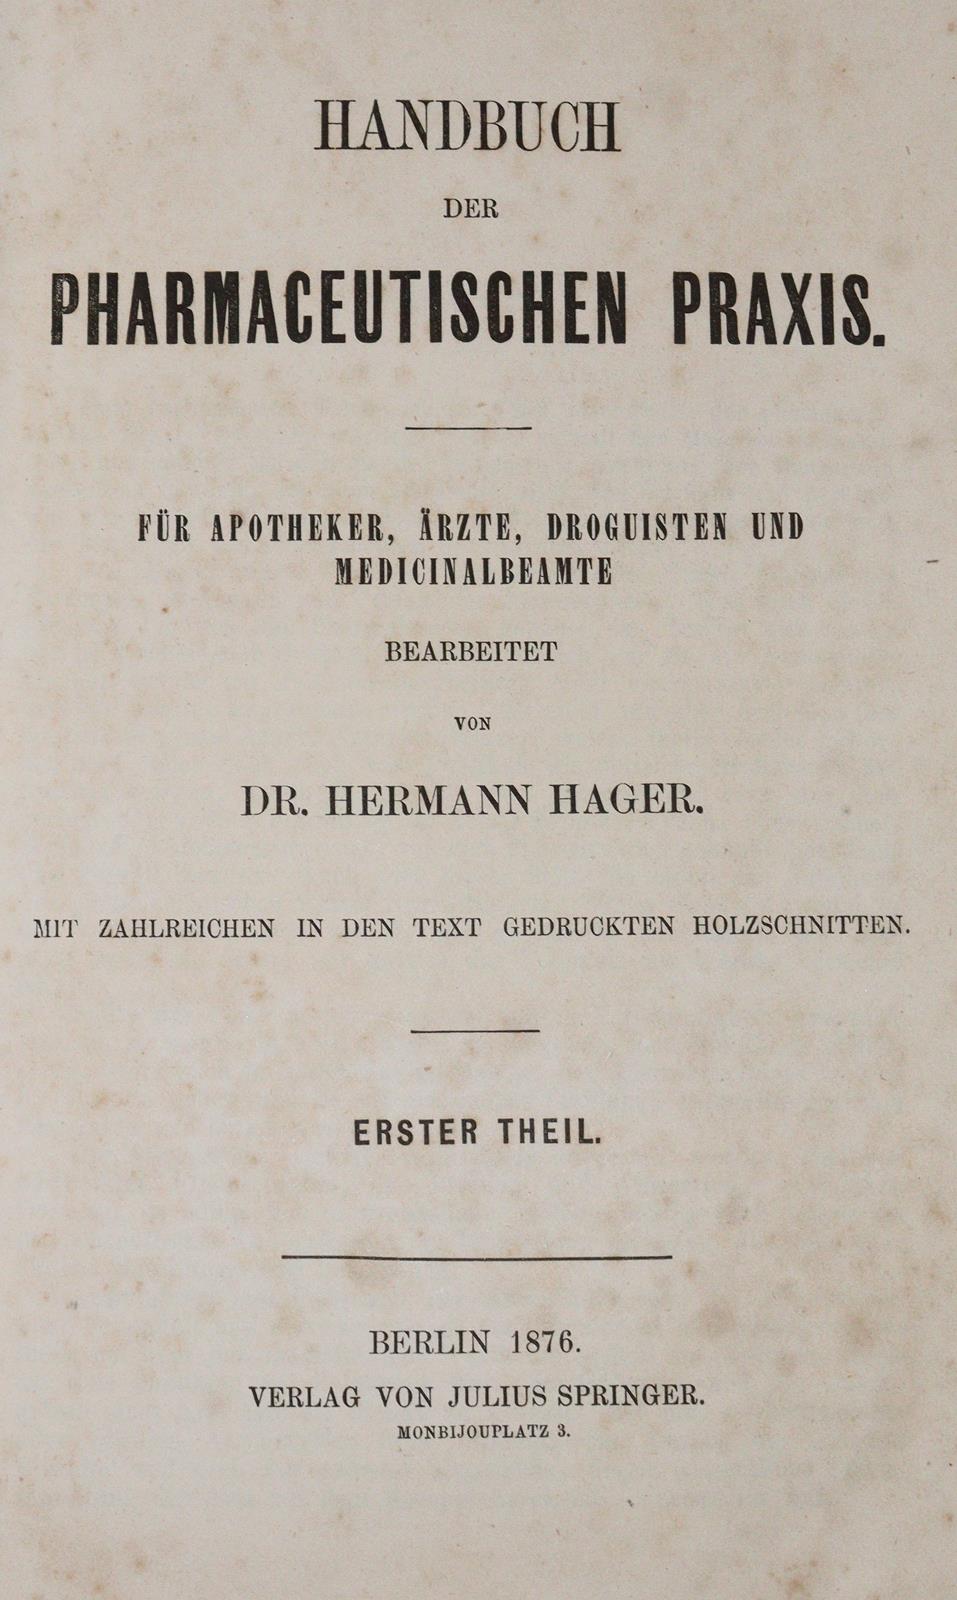 HANDBUCH
DER
PHARMACEUTISCHEN PRAXIS.
FÜR APOTHEKER, ÄRZTE, DROGUISTEN UND
MEDICINALBEAMTE
BEARBEITET
VON
DR. HERMANN HAGER.
MIT ZAHLREICHEN IN DEN TEXT GEDRUCKTEN HOLZSCHNITTEN.
ERSTER THEIL.
BERLIN 1876.
VERLAG VON JULIUS SPRINGER.
MONBIJOUPLATZ 3.